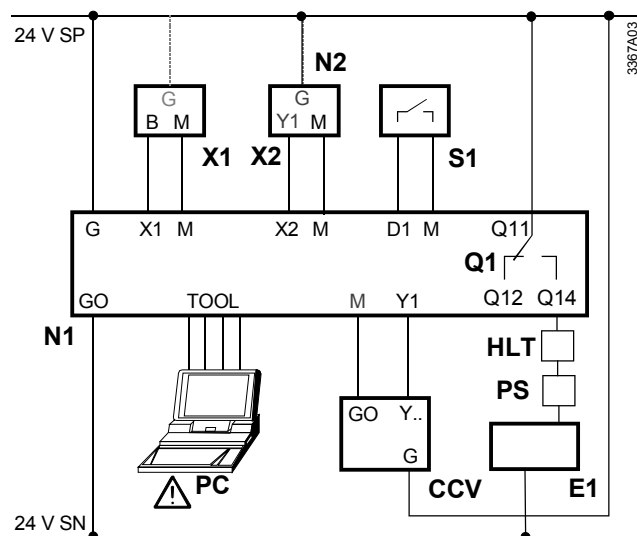 24 V SP
3367A03
N2
G
G
B M
Y1 M
X1
X2
S1
G
X1 M
X2 M
D1 M
Q11
Q1
GO
TOOL
M
Y1
Q12
Q14
N1
HLT
PS
GO
Y..
G
PC
CCV
E1
24 V SN